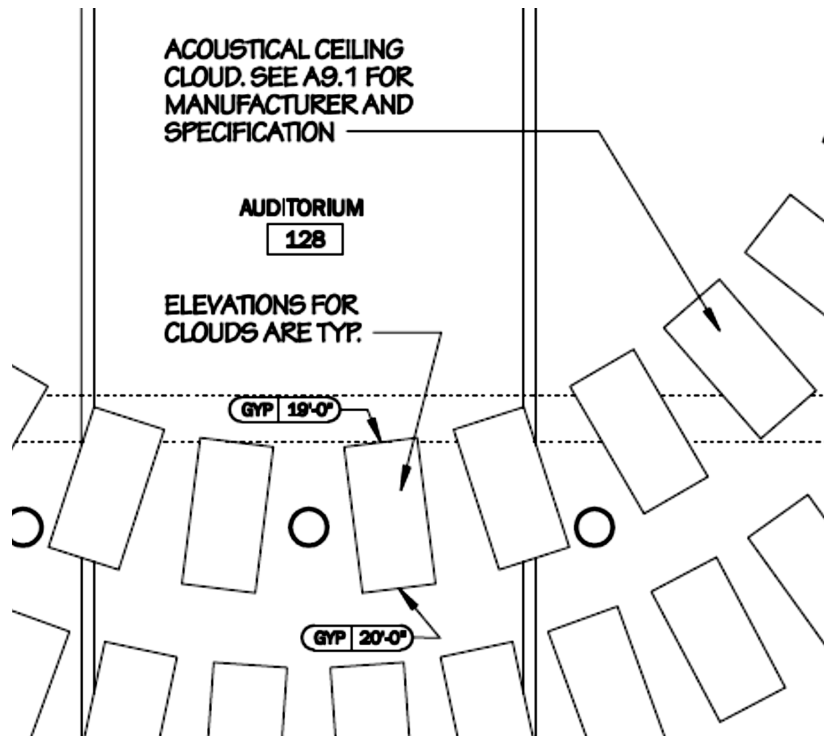 ACOUSTICAL CEILING
CLOUD. SEE A9.1 FOR
MANUFACTURER AND
SPECIFICATION
AUDITORIUM
128
ELEVATIONS FOR
CLOUDS ARE TYP.
GYP 19'-0"
GYP 20'-0"